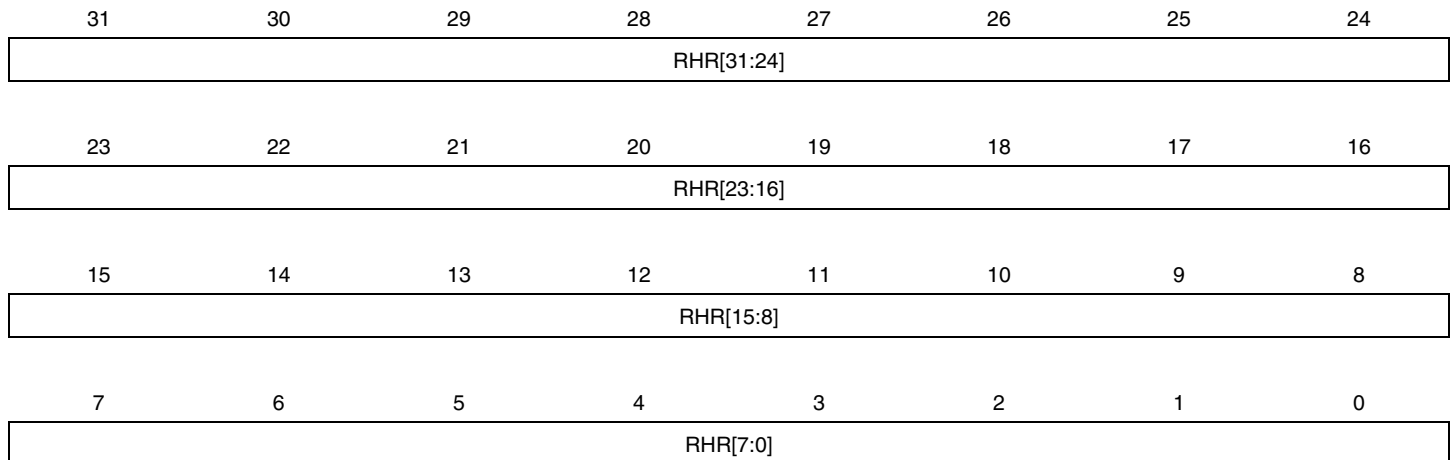 31 30 29 28 27 26 25 24
RHR[31:24]
23 22 21 20 19 18 17 16
RHR[23:16]
15 14 13 12 11 10 9 8
RHR[15:8]
7 6 5 4 3 2 1 0
RHR[7:0]